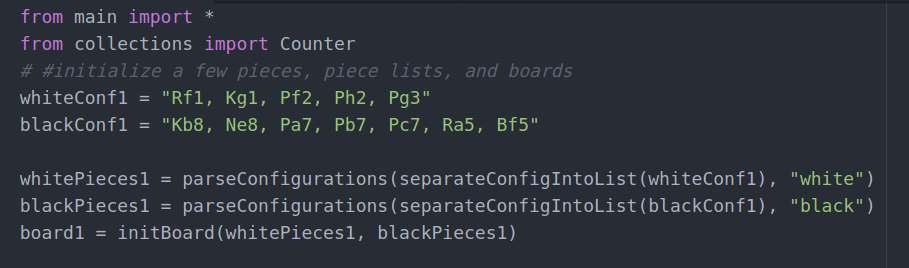 from main import *
from collections import Counter
# #initialize a few pieces, piece lists, and boards
whiteConf1 = "Rf1, Kg1, Pf2, Ph2, Pg3"
blackConf1 = "Kb8, Ne8, Pa7, Pb7, Pc7, Ra5, Bf5"
whitePieces1 = parseConfigurations(separateConfigIntoList(whiteConf1), "white")
blackPieces1 = parseConfigurations(separateConfigIntoList(blackConf1), "black")
board1 = initBoard(whitePieces1, blackPieces1)